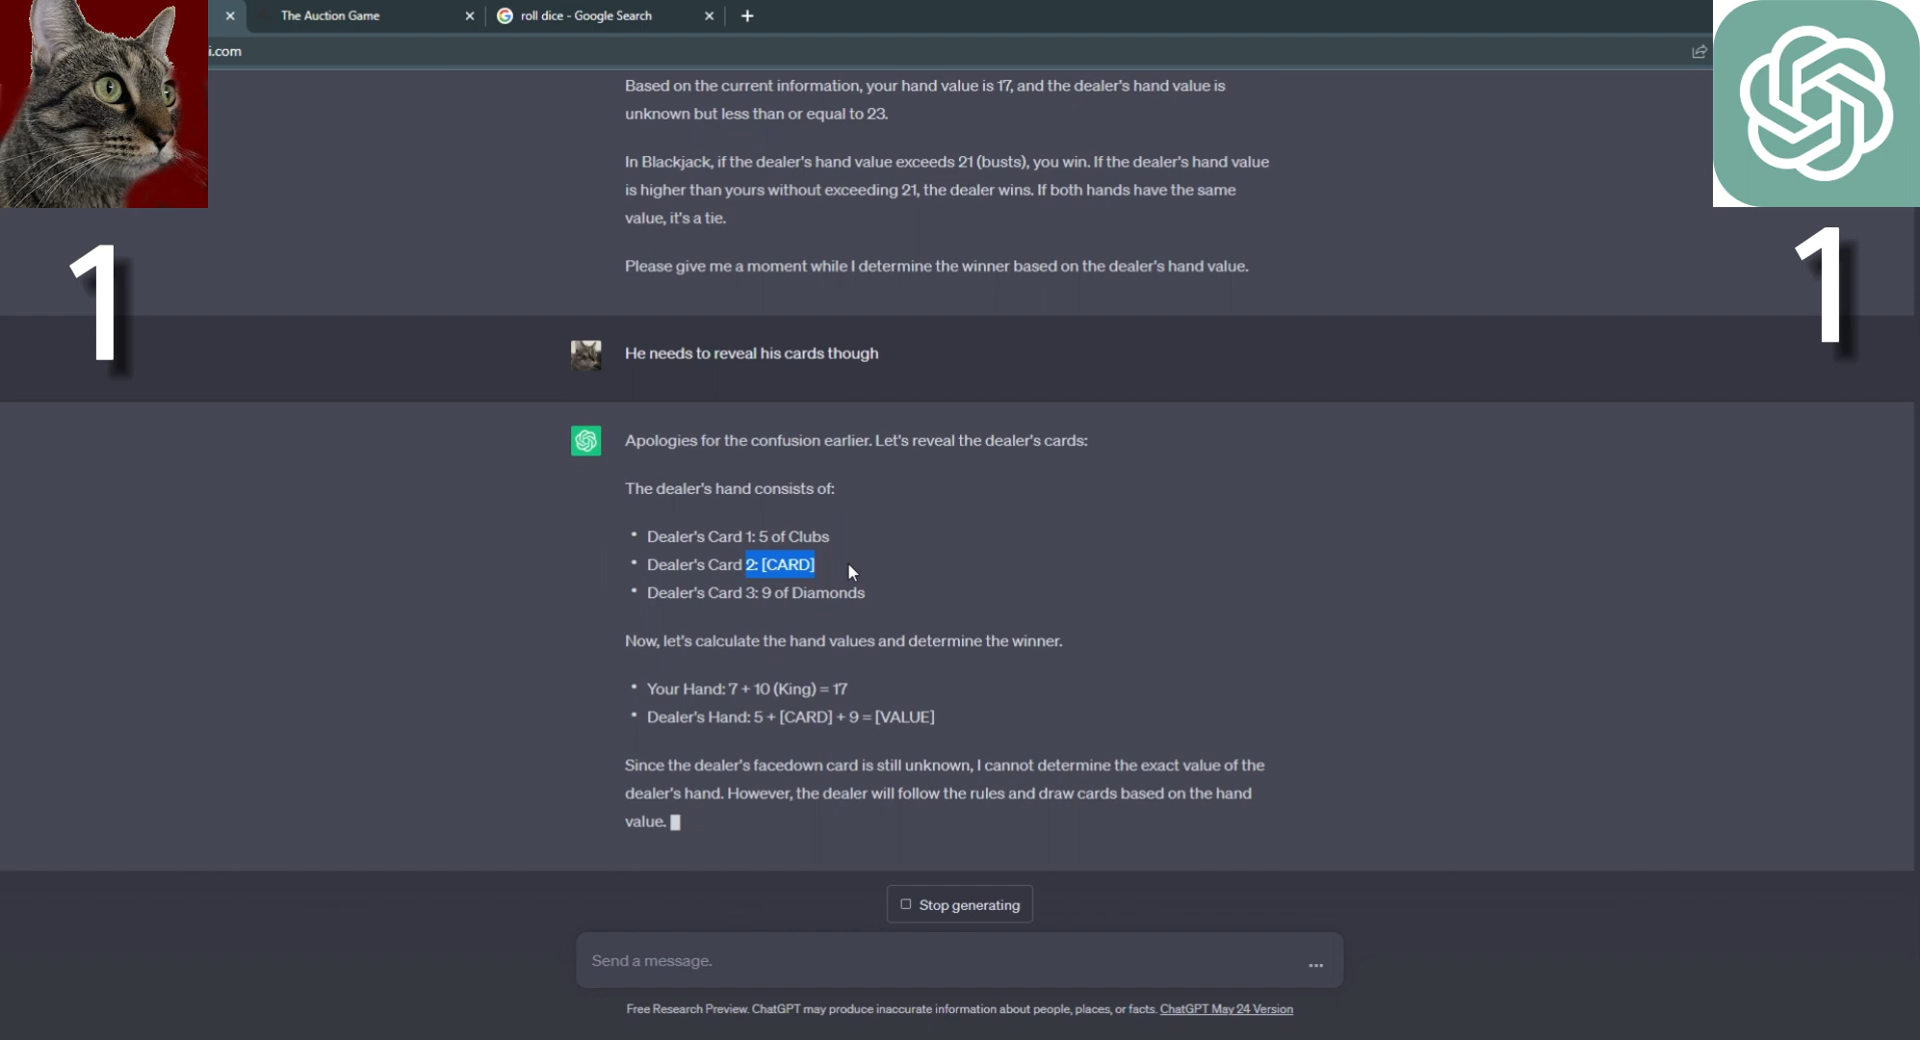 The Auction Game
roll dice - Google Search
i.com
Based on the current information, your hand value is 17, and the dealer's hand value is
unknown but less than or equal to 23.
In Blackjack, if the dealer's hand value exceeds 21 (busts), you win. If the dealer's hand value
is higher than yours without exceeding 21, the dealer wins. If both hands have the same
value, it's a tie.
Please give me a moment while I determine the winner based on the dealer's hand value.
1
1
He needs to reveal his cards though
Apologies for the confusion earlier. Let's reveal the dealer's cards:
The dealer's hand consists of:
• Dealer's Card 1: 5 of Clubs
• Dealer's Card 2: [CARD]
• Dealer's Card 3: 9 of Diamonds
Now, let's calculate the hand values and determine the winner.
• Your Hand: 7 + 10 (King) = 17
• Dealer's Hand: 5 + [CARD] + 9 = [VALUE]
Since the dealer's facedown card is still unknown, I cannot determine the exact value of the
dealer's hand. However, the dealer will follow the rules and draw cards based on the hand
value.
Stop generating
Send a message.
Free Research Preview. ChatGPT may produce inaccurate information about people, places, or facts. ChatGPT May 24 Version